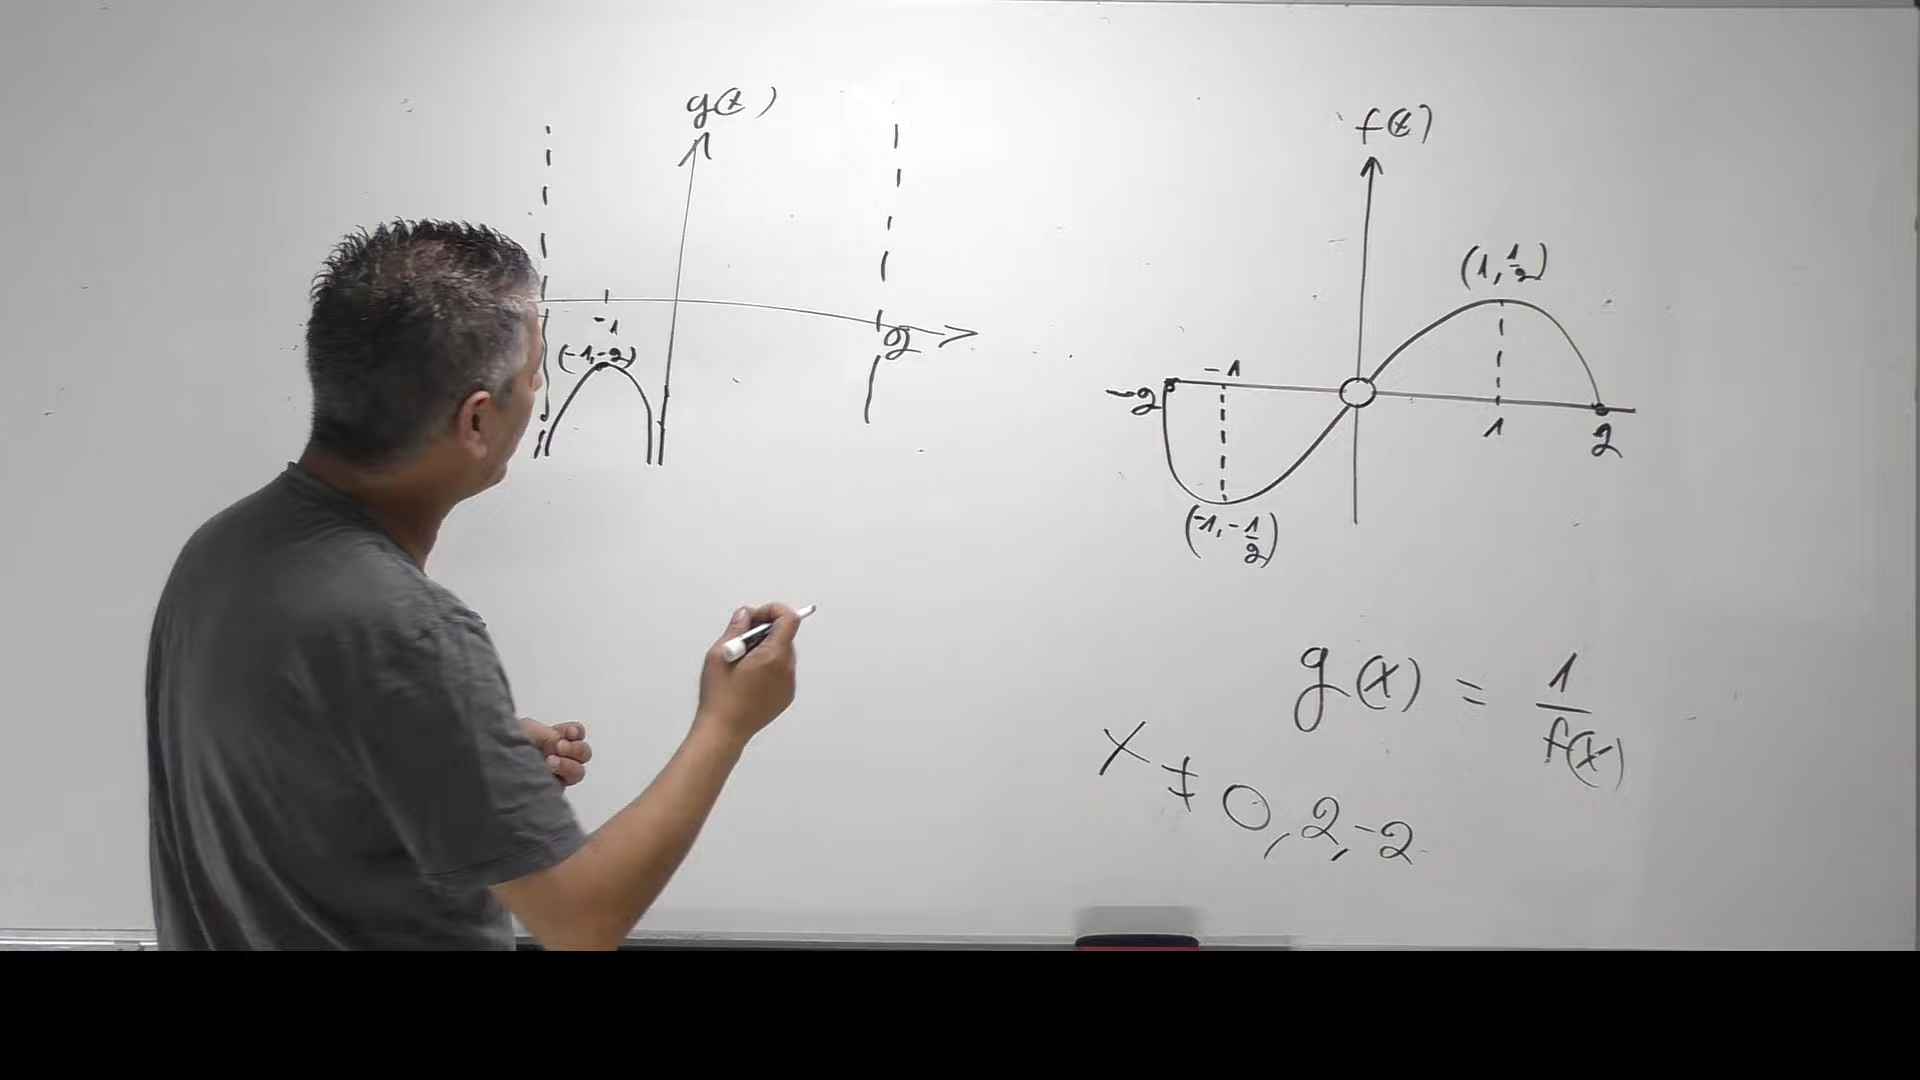 g(x)
-1
(-1,-2)
2
f(x)
(1, 1/2)
-2
-1
1
2
(-1, -1/2)
g(x) = 1/f(x)
x ≠ 0, 2, -2